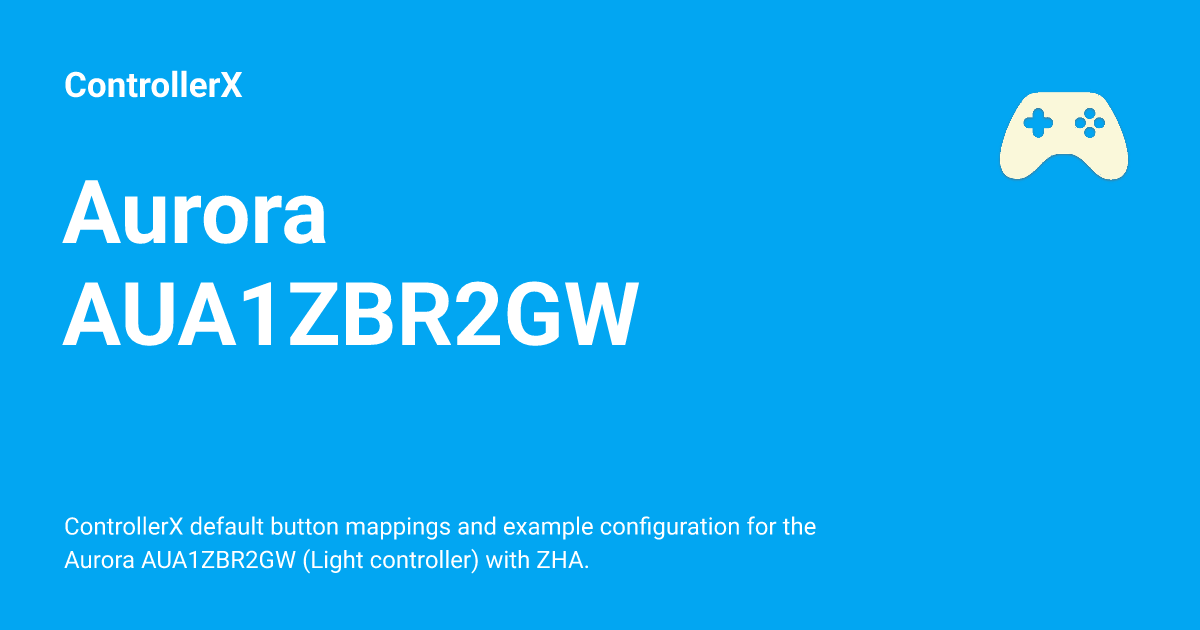 ControllerX
Aurora
AUA1ZBR2GW
ControllerX default button mappings and example configuration for the
Aurora AUA1ZBR2GW (Light controller) with ZHA.